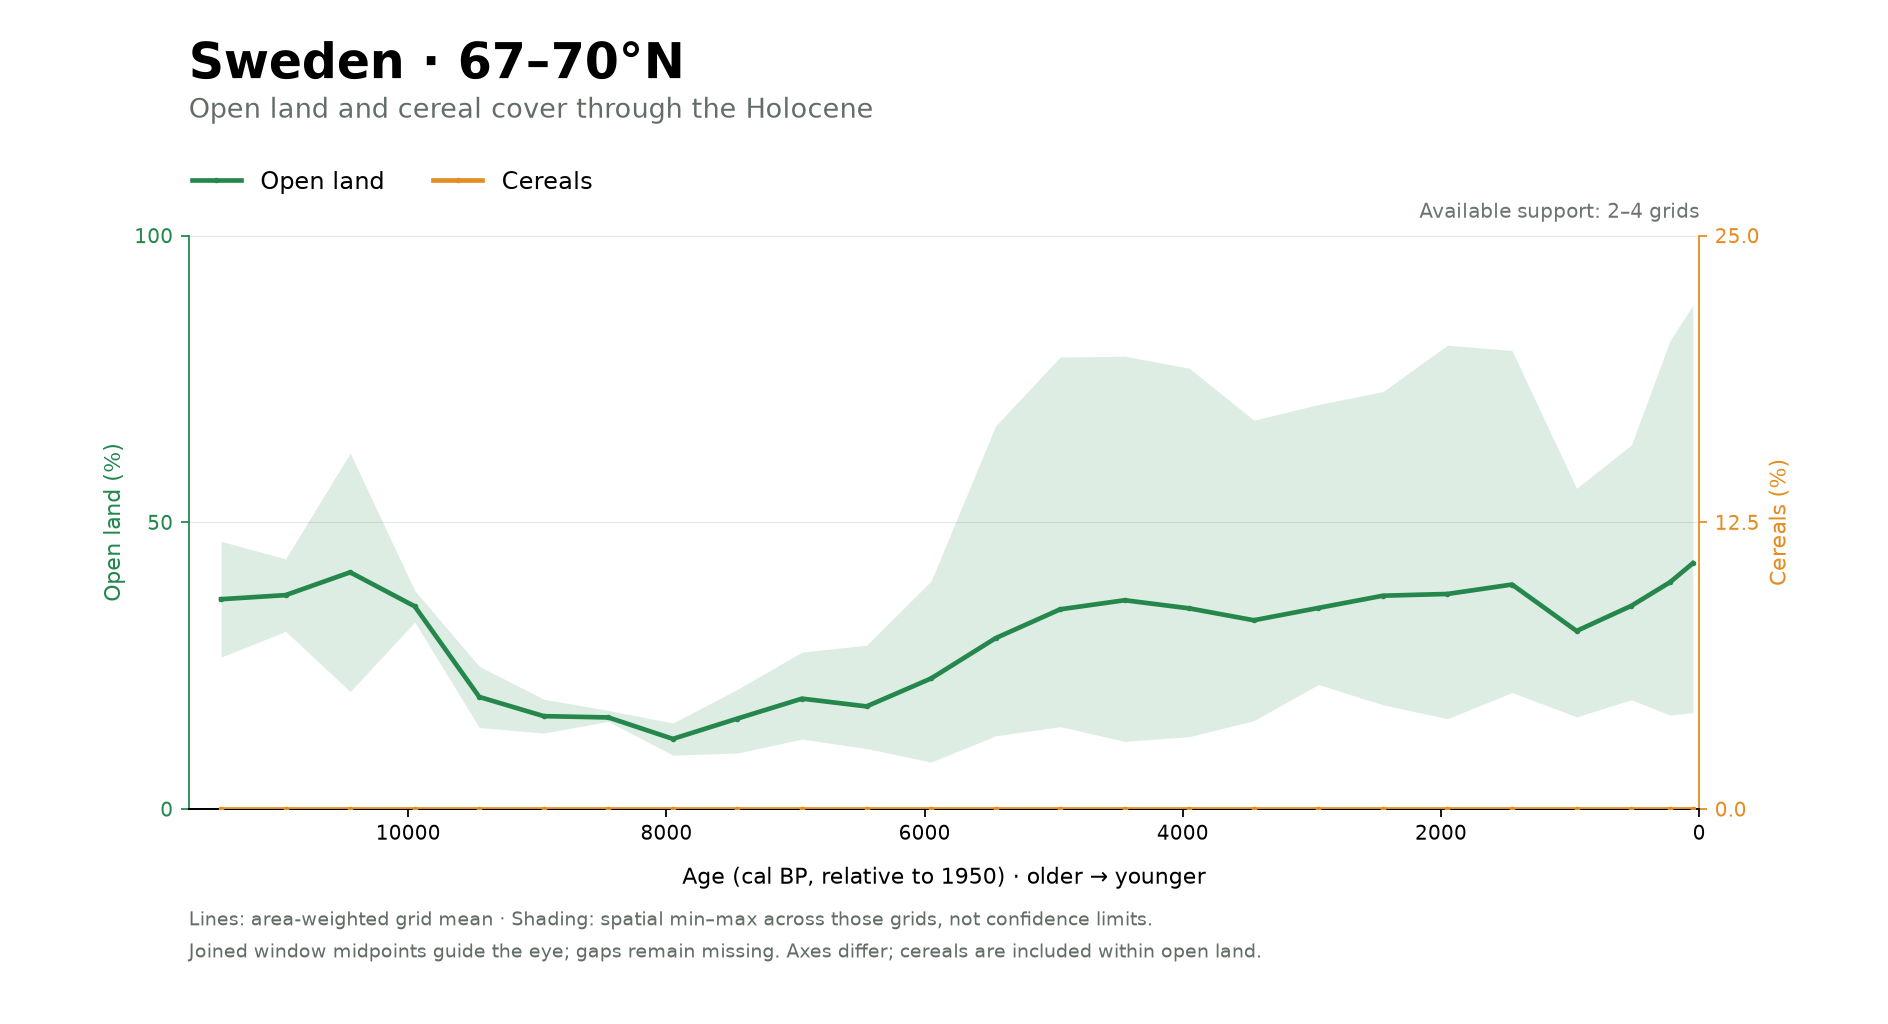 Sweden · 67–70°N
Open land and cereal cover through the Holocene
Open land
Cereals
Available support: 2–4 grids
100
50
0
Open land (%)
25.0
12.5
0.0
Cereals (%)
10000
8000
6000
4000
2000
0
Age (cal BP, relative to 1950) · older → younger
Lines: area-weighted grid mean · Shading: spatial min–max across those grids, not confidence limits.
Joined window midpoints guide the eye; gaps remain missing. Axes differ; cereals are included within open land.